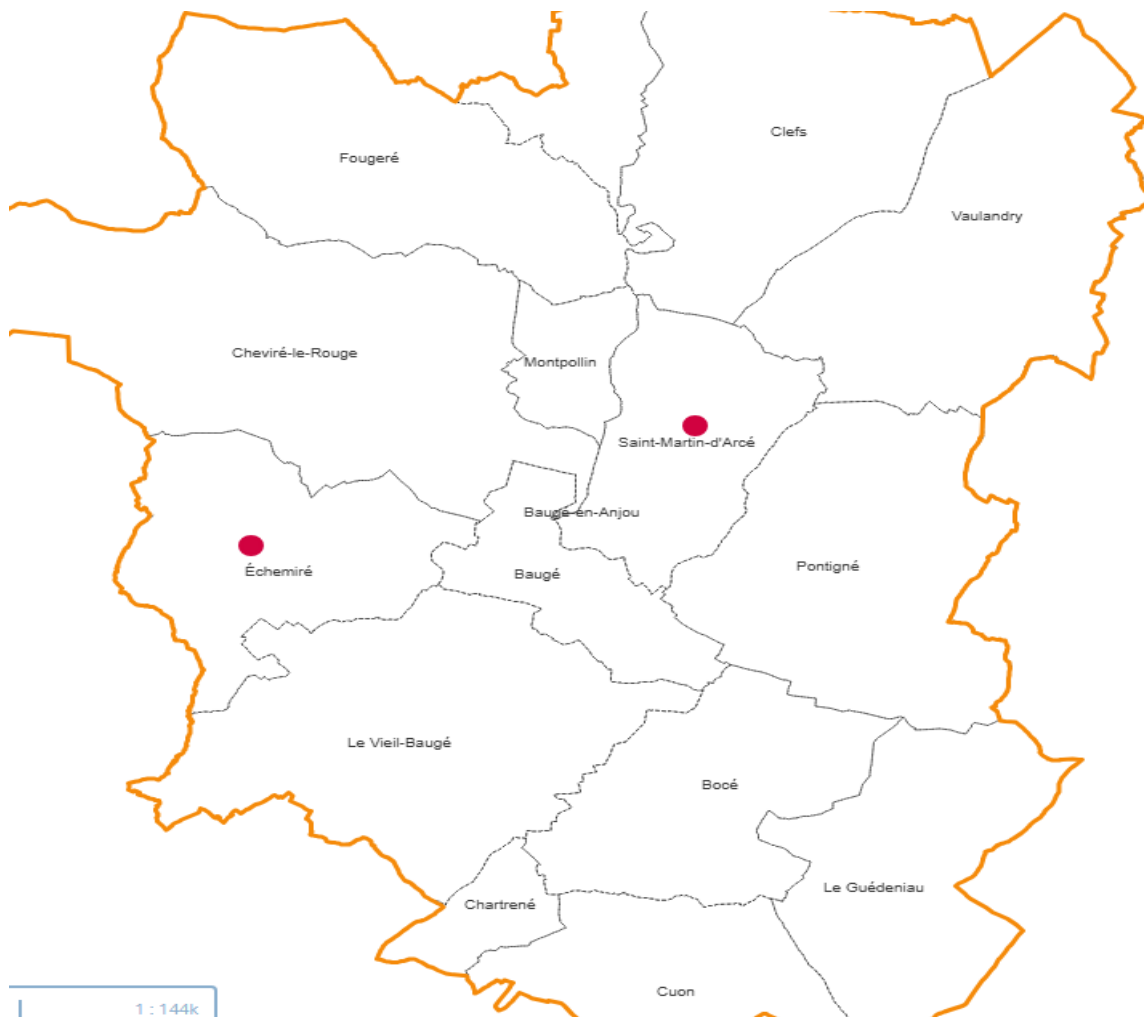 Clefs
Fougeré
Vaulandry
Cheviré-le-Rouge
Montpollin
Saint-Martin-d'Arcé
Baugé-en-Anjou
Échemiré
Baugé
Pontigné
Le Vieil-Baugé
Bocé
Le Guédeniau
Chartrené
Cuon
1 : 144k